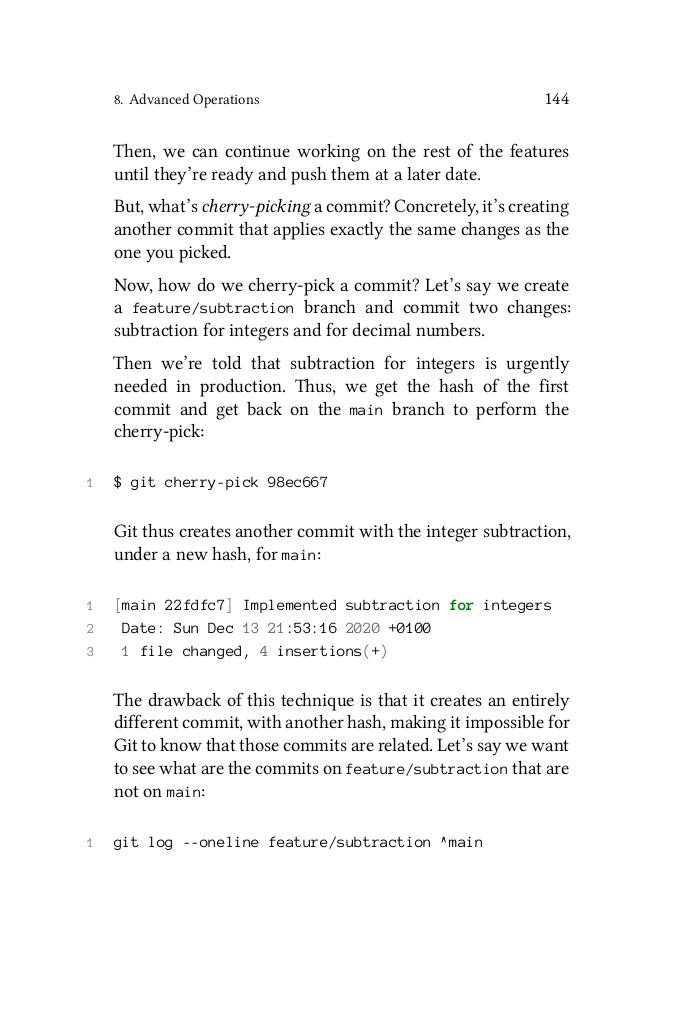 8. Advanced Operations 144
Then, we can continue working on the rest of the features
until they're ready and push them at a later date.
But, what's cherry-picking a commit? Concretely, it's creating
another commit that applies exactly the same changes as the
one you picked.
Now, how do we cherry-pick a commit? Let's say we create
a feature/subtraction branch and commit two changes:
subtraction for integers and for decimal numbers.
Then we're told that subtraction for integers is urgently
needed in production. Thus, we get the hash of the first
commit and get back on the main branch to perform the
cherry-pick:
1 $ git cherry-pick 98ec667
Git thus creates another commit with the integer subtraction,
under a new hash, for main:
1 [main 22fdfc7] Implemented subtraction for integers
2 Date: Sun Dec 13 21:53:16 2020 +0100
3 1 file changed, 4 insertions(+)
The drawback of this technique is that it creates an entirely
different commit, with another hash, making it impossible for
Git to know that those commits are related. Let's say we want
to see what are the commits on feature/subtraction that are
not on main:
1 git log --oneline feature/subtraction ^main